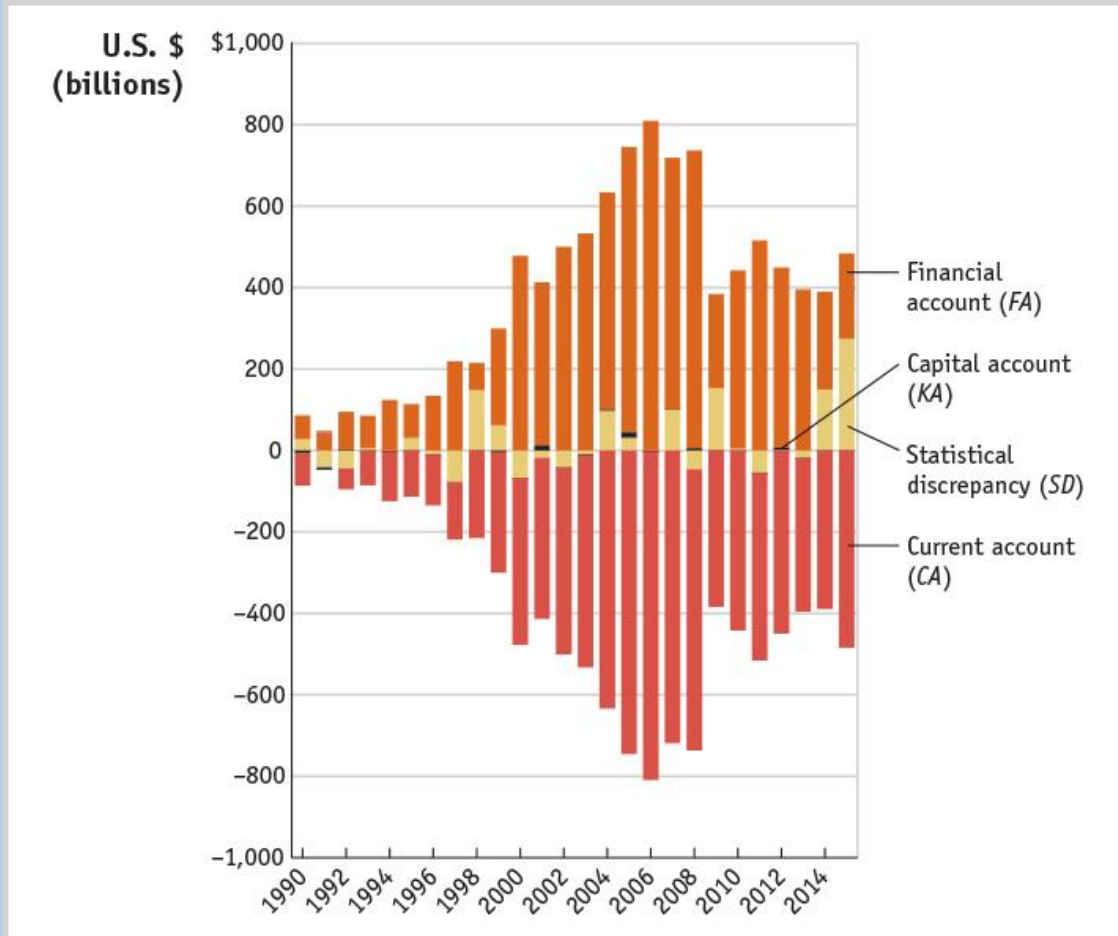 U.S. $
(billions)
$1,000
800
600
400
200
0
−200
−400
−600
−800
−1,000
1990
1992
1994
1996
1998
2000
2002
2004
2006
2008
2010
2012
2014
Financial
account (FA)
Capital account
(KA)
Statistical
discrepancy (SD)
Current account
(CA)